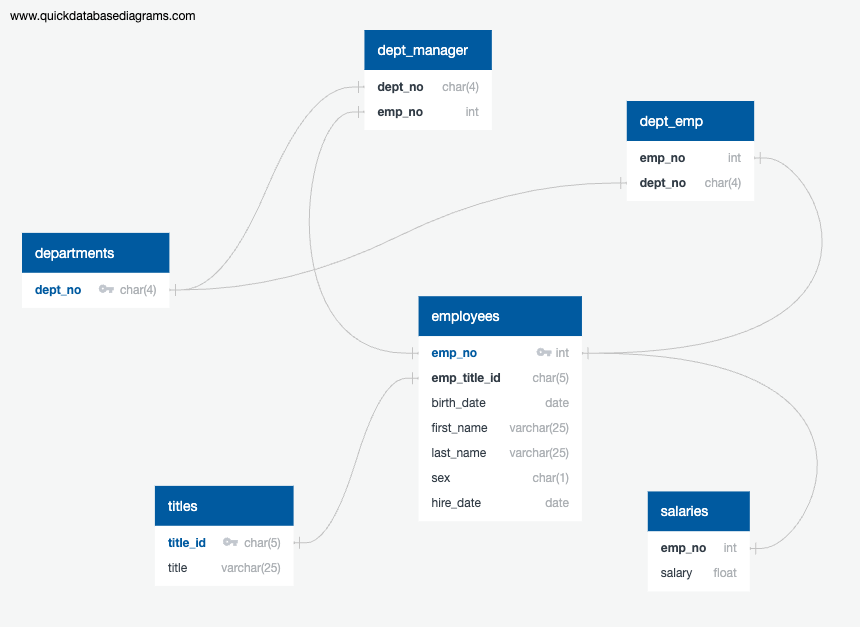 www.quickdatabasediagrams.com
dept_manager
dept_no char(4)
emp_no int
dept_emp
emp_no int
dept_no char(4)
departments
dept_no char(4)
employees
emp_no int
emp_title_id char(5)
birth_date date
first_name varchar(25)
last_name varchar(25)
sex char(1)
hire_date date
titles
title_id char(5)
title varchar(25)
salaries
emp_no int
salary float